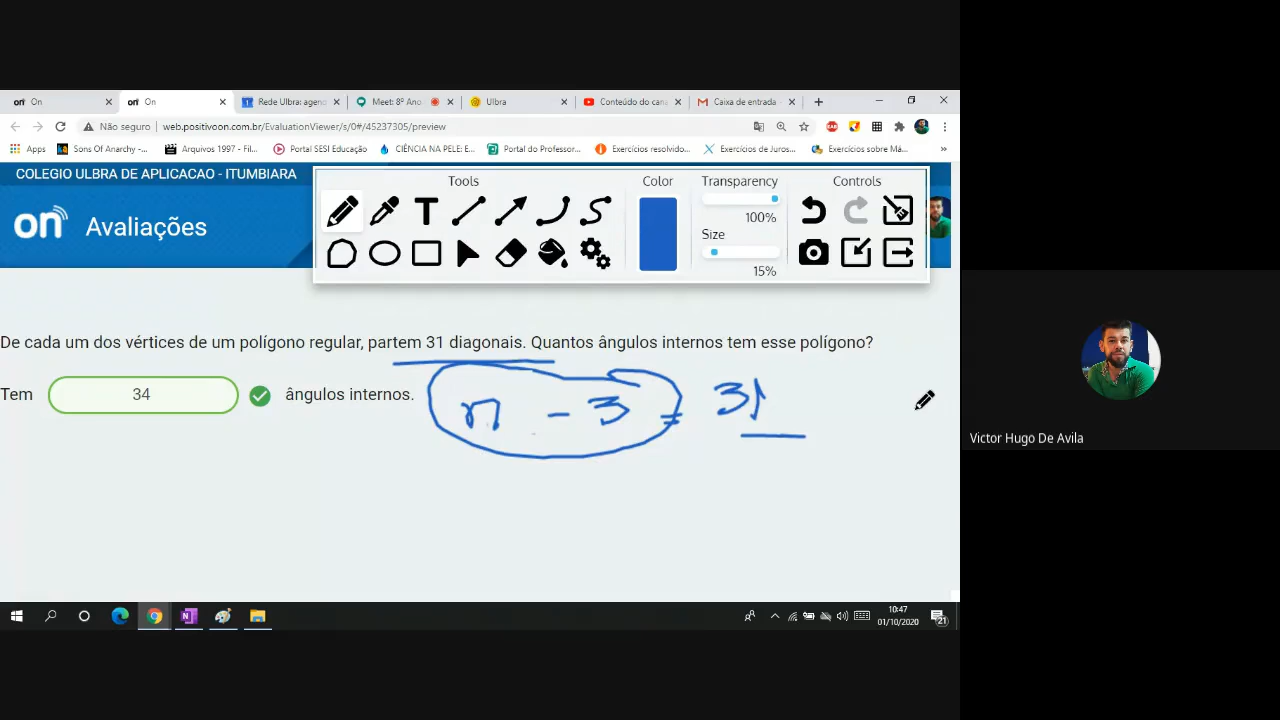 On
On
Rede Ulbra: agen
Meet: 8º Ano
Ulbra
Conteúdo do cana
Caixa de entrada -
Não seguro
web.positivoon.com.br/EvaluationViewer/s/0#/45237305/preview
Apps
Sons Of Anarchy -...
Arquivos 1997 - Fil...
Portal SESI Educação
CIÊNCIA NA PELE: E...
Portal do Professor...
Exercícios resolvido...
Exercícios de Juros...
Exercícios sobre Má...
»
COLEGIO ULBRA DE APLICACAO - ITUMBIARA
on Avaliações
Tools
Color
Transparency
100%
Size
15%
Controls
De cada um dos vértices de um polígono regular, partem 31 diagonais. Quantos ângulos internos tem esse polígono?
Tem 34 ângulos internos.
n - 3 = 31
Victor Hugo De Avila
10:47
01/10/2020
21